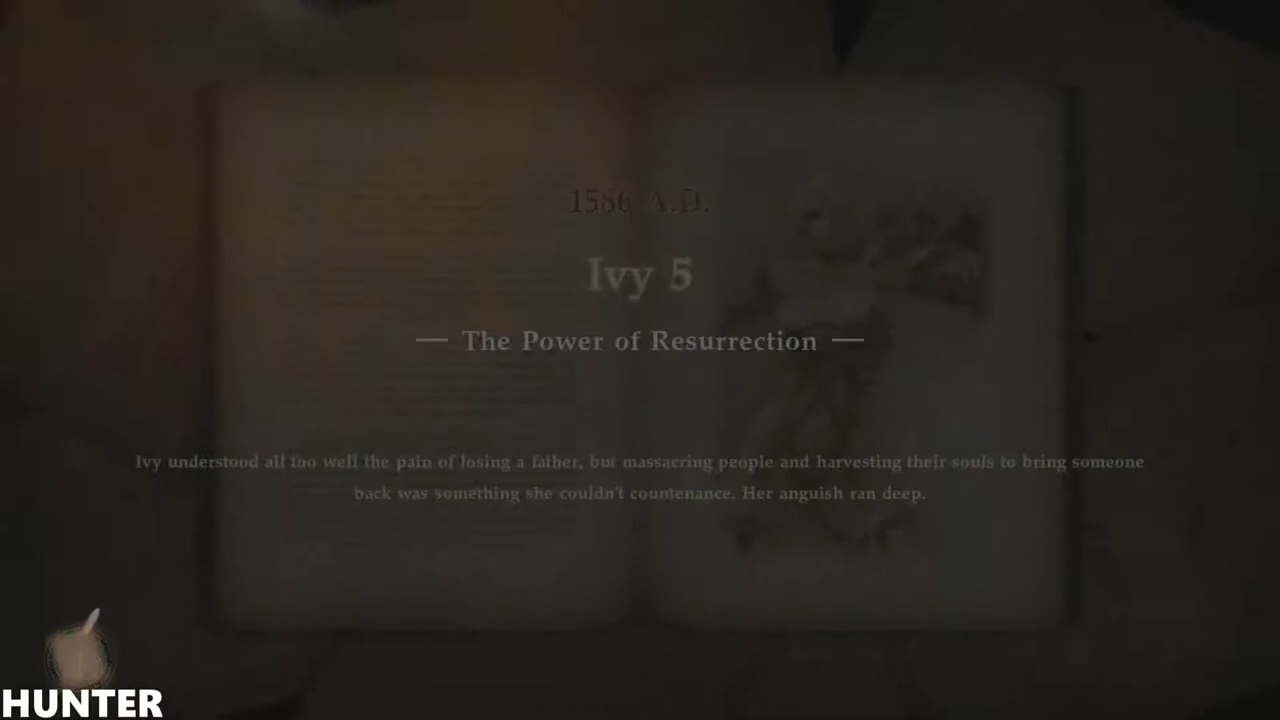 1586 A.D.
Ivy 5
— The Power of Resurrection —
Ivy understood all too well the pain of losing a father, but massacring people and harvesting their souls to bring someone
back was something she couldn't countenance. Her anguish ran deep.
HUNTER